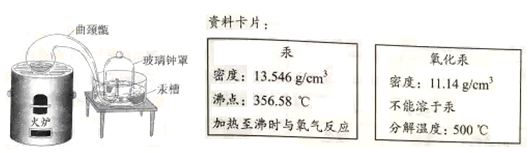 曲颈甑
玻璃钟罩
汞槽
火炉
资料卡片：
汞
密度：13.546 g/cm³
沸点：356.58 ℃
加热至沸时与氧气反应
氧化汞
密度：11.14 g/cm³
不能溶于汞
分解温度：500 ℃